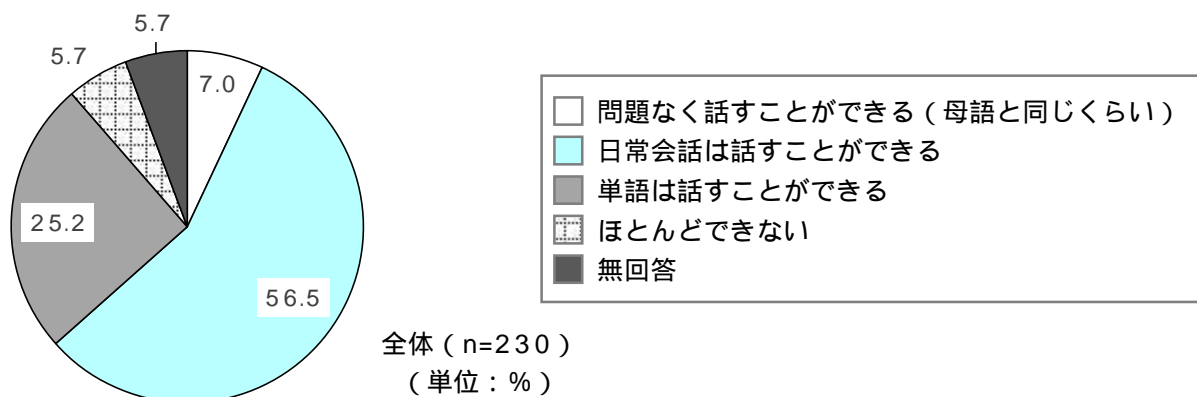 5.7
5.7
7.0
25.2
56.5
問題なく話すことができる（母語と同じくらい）
日常会話は話すことができる
単語は話すことができる
ほとんどできない
無回答
全体（n=230）
（単位：%）